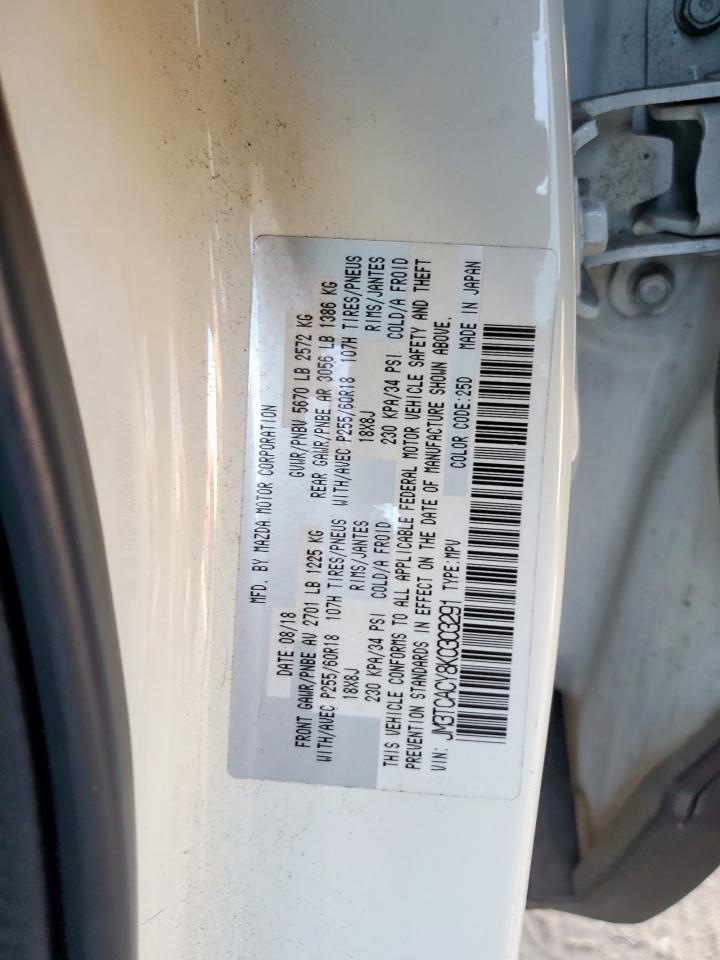 MFD. BY MAZDA MOTOR CORPORATION
DATE: 08/18 GVWR/PNBV 5670 LB 2572 KG
FRONT GAWR/PNBE AV 2701 LB 1225 KG REAR GAWR/PNBE AR 3056 LB 1386 KG
WITH/AVEC P255/60R18 107H TIRES/PNEUS WITH/AVEC P255/60R18 107H TIRES/PNEUS
18X8J RIMS/JANTES 18X8J RIMS/JANTES
230 KPA/34 PSI COLD/A FROID 230 KPA/34 PSI COLD/A FROID
THIS VEHICLE CONFORMS TO ALL APPLICABLE FEDERAL MOTOR VEHICLE SAFETY AND THEFT
PREVENTION STANDARDS IN EFFECT ON THE DATE OF MANUFACTURE SHOWN ABOVE.
VIN: JM3TCACY8K0303291 TYPE:MPV COLOR CODE:25D MADE IN JAPAN